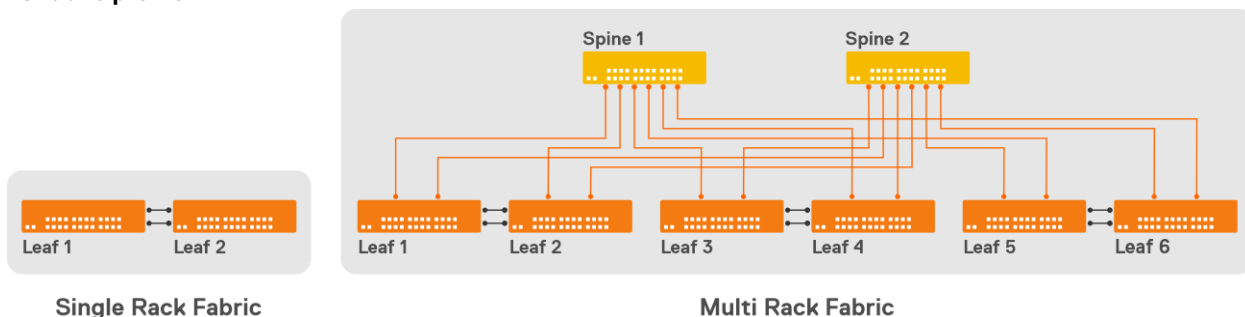 Spine 1
Spine 2
Leaf 1
Leaf 2
Leaf 1
Leaf 2
Leaf 3
Leaf 4
Leaf 5
Leaf 6
Single Rack Fabric
Multi Rack Fabric